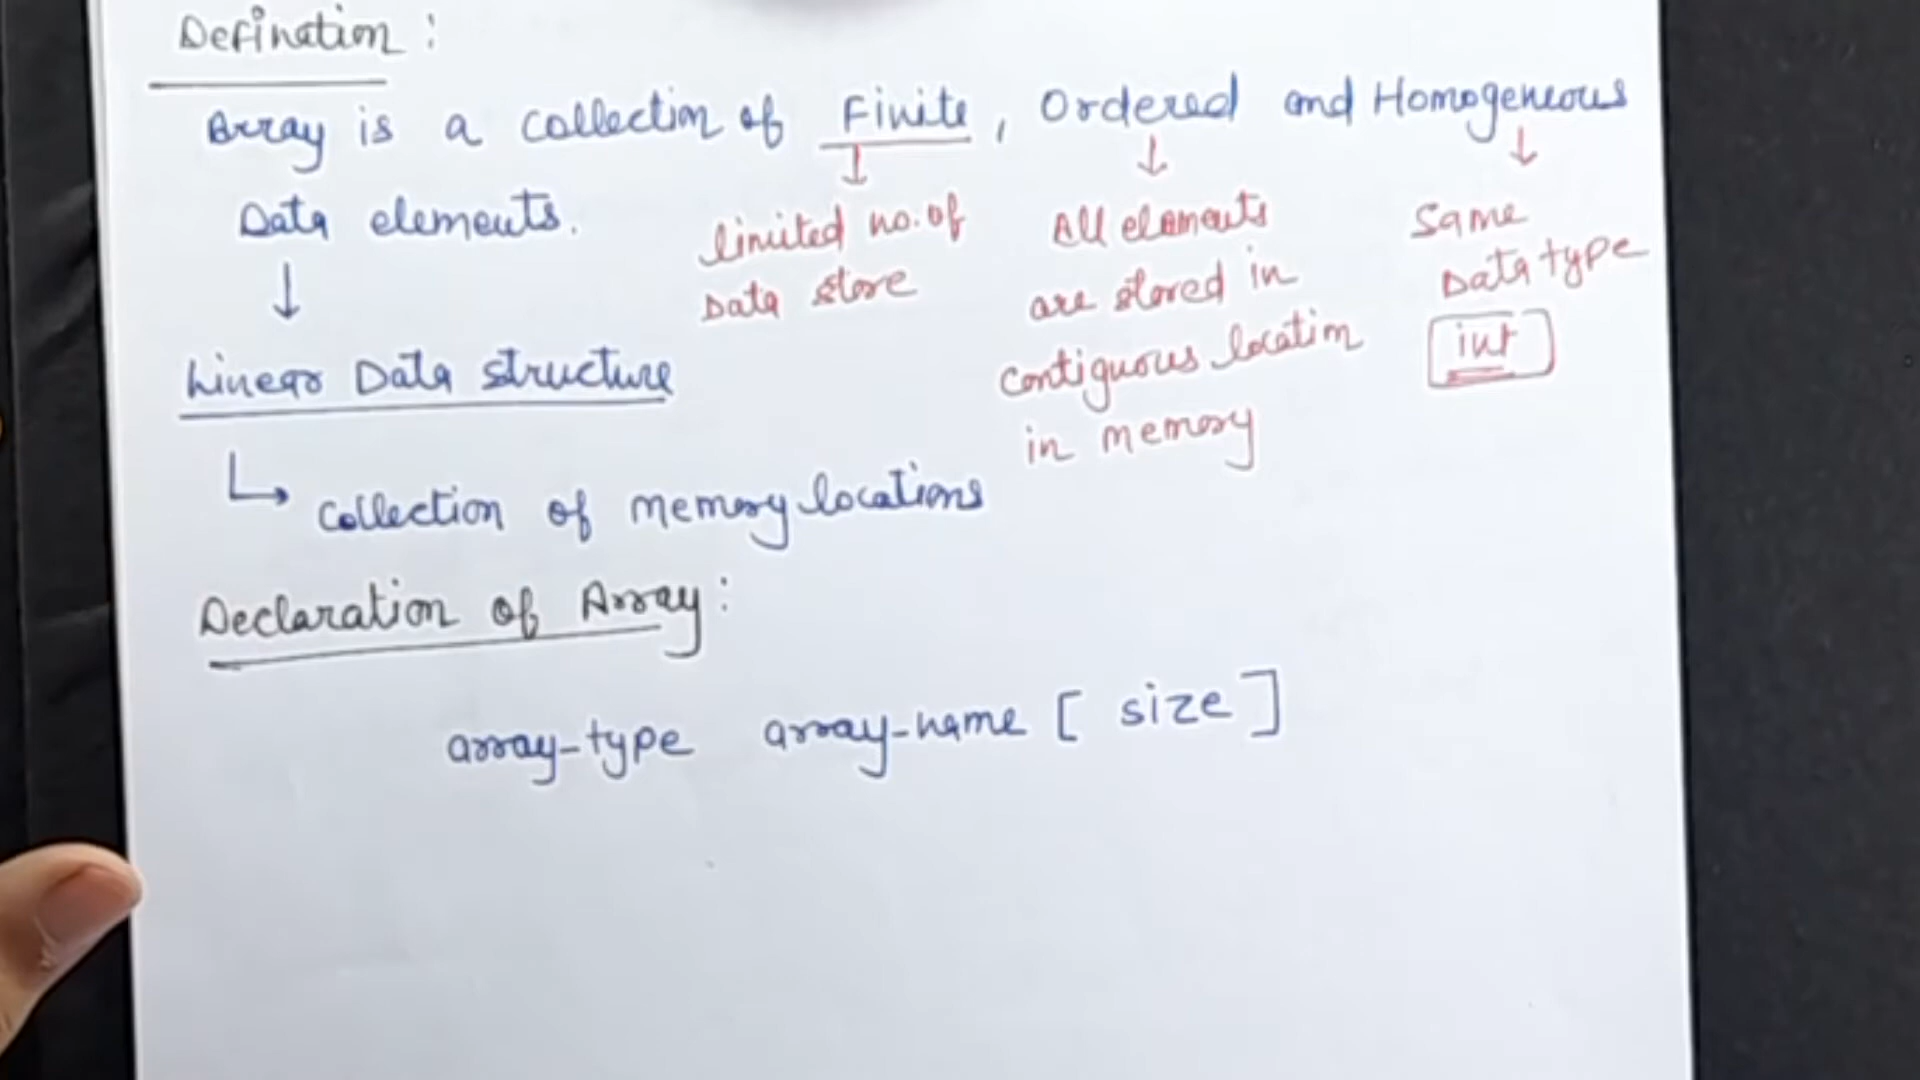 Defination :
Array is a collection of Finite, Ordered and Homogeneous
Data elements.
limited no. of
Data store
All elements
are stored in
contiguous location
in memory
Same
Data type
int
Linear Data structure
Collection of memory locations
Declaration of Array :
array-type array-name [ size ]